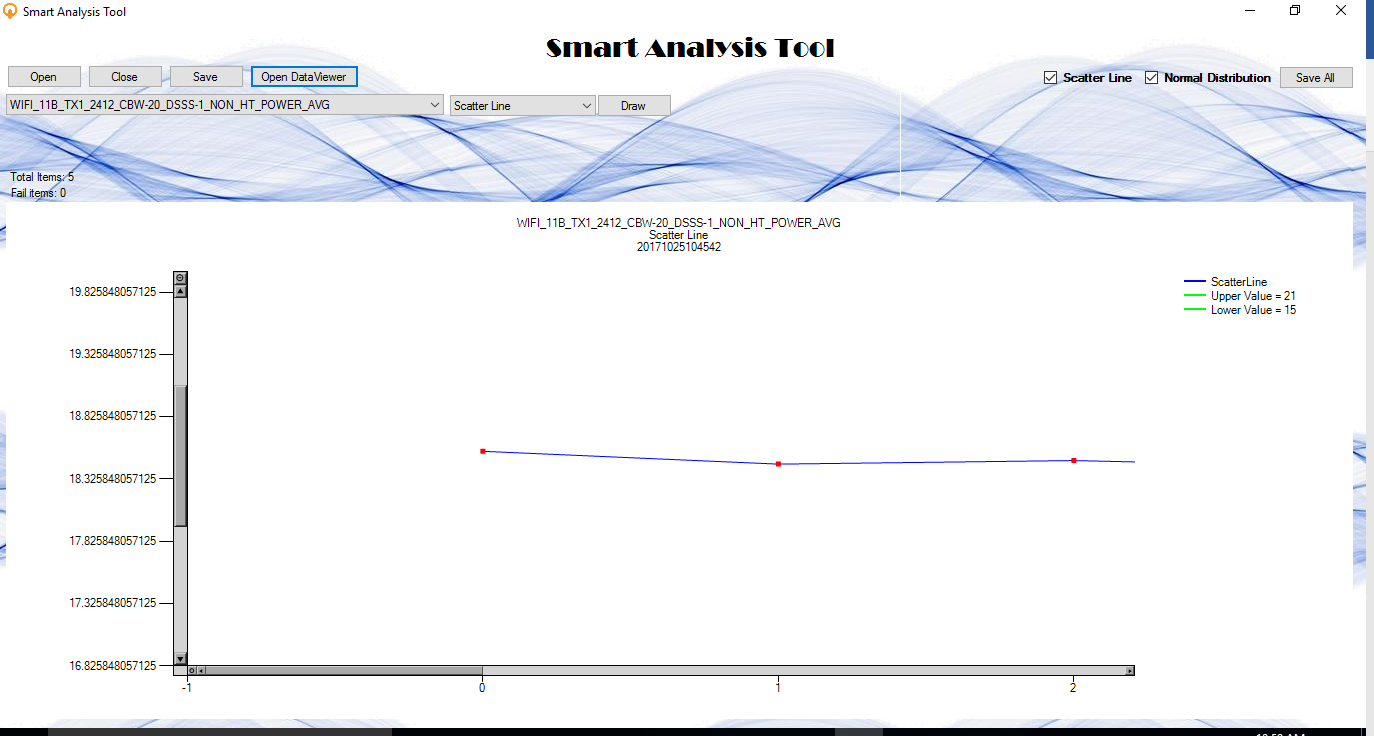 Smart Analysis Tool
Smart Analysis Tool
Open Close Save Open DataViewer Scatter Line Normal Distribution Save All
WIFI_11B_TX1_2412_CBW-20_DSSS-1_NON_HT_POWER_AVG Scatter Line Draw
Total Items: 5
Fail items: 0
WIFI_11B_TX1_2412_CBW-20_DSSS-1_NON_HT_POWER_AVG
Scatter Line
20171025104542
ScatterLine
Upper Value = 21
Lower Value = 15
19.825848057125
19.325848057125
18.825848057125
18.325848057125
17.825848057125
17.325848057125
16.825848057125
-1 0 1 2